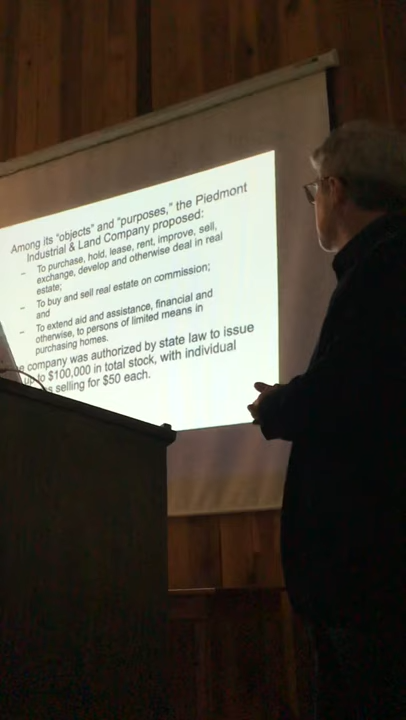 Among its "objects" and "purposes," the Piedmont
Industrial & Land Company proposed:
– To purchase, hold, lease, rent, improve, sell,
exchange, develop and otherwise deal in real
estate;
– To buy and sell real estate on commission;
and
– To extend aid and assistance, financial and
otherwise, to persons of limited means in
purchasing homes.
company was authorized by state law to issue
up to $100,000 in total stock, with individual
selling for $50 each.